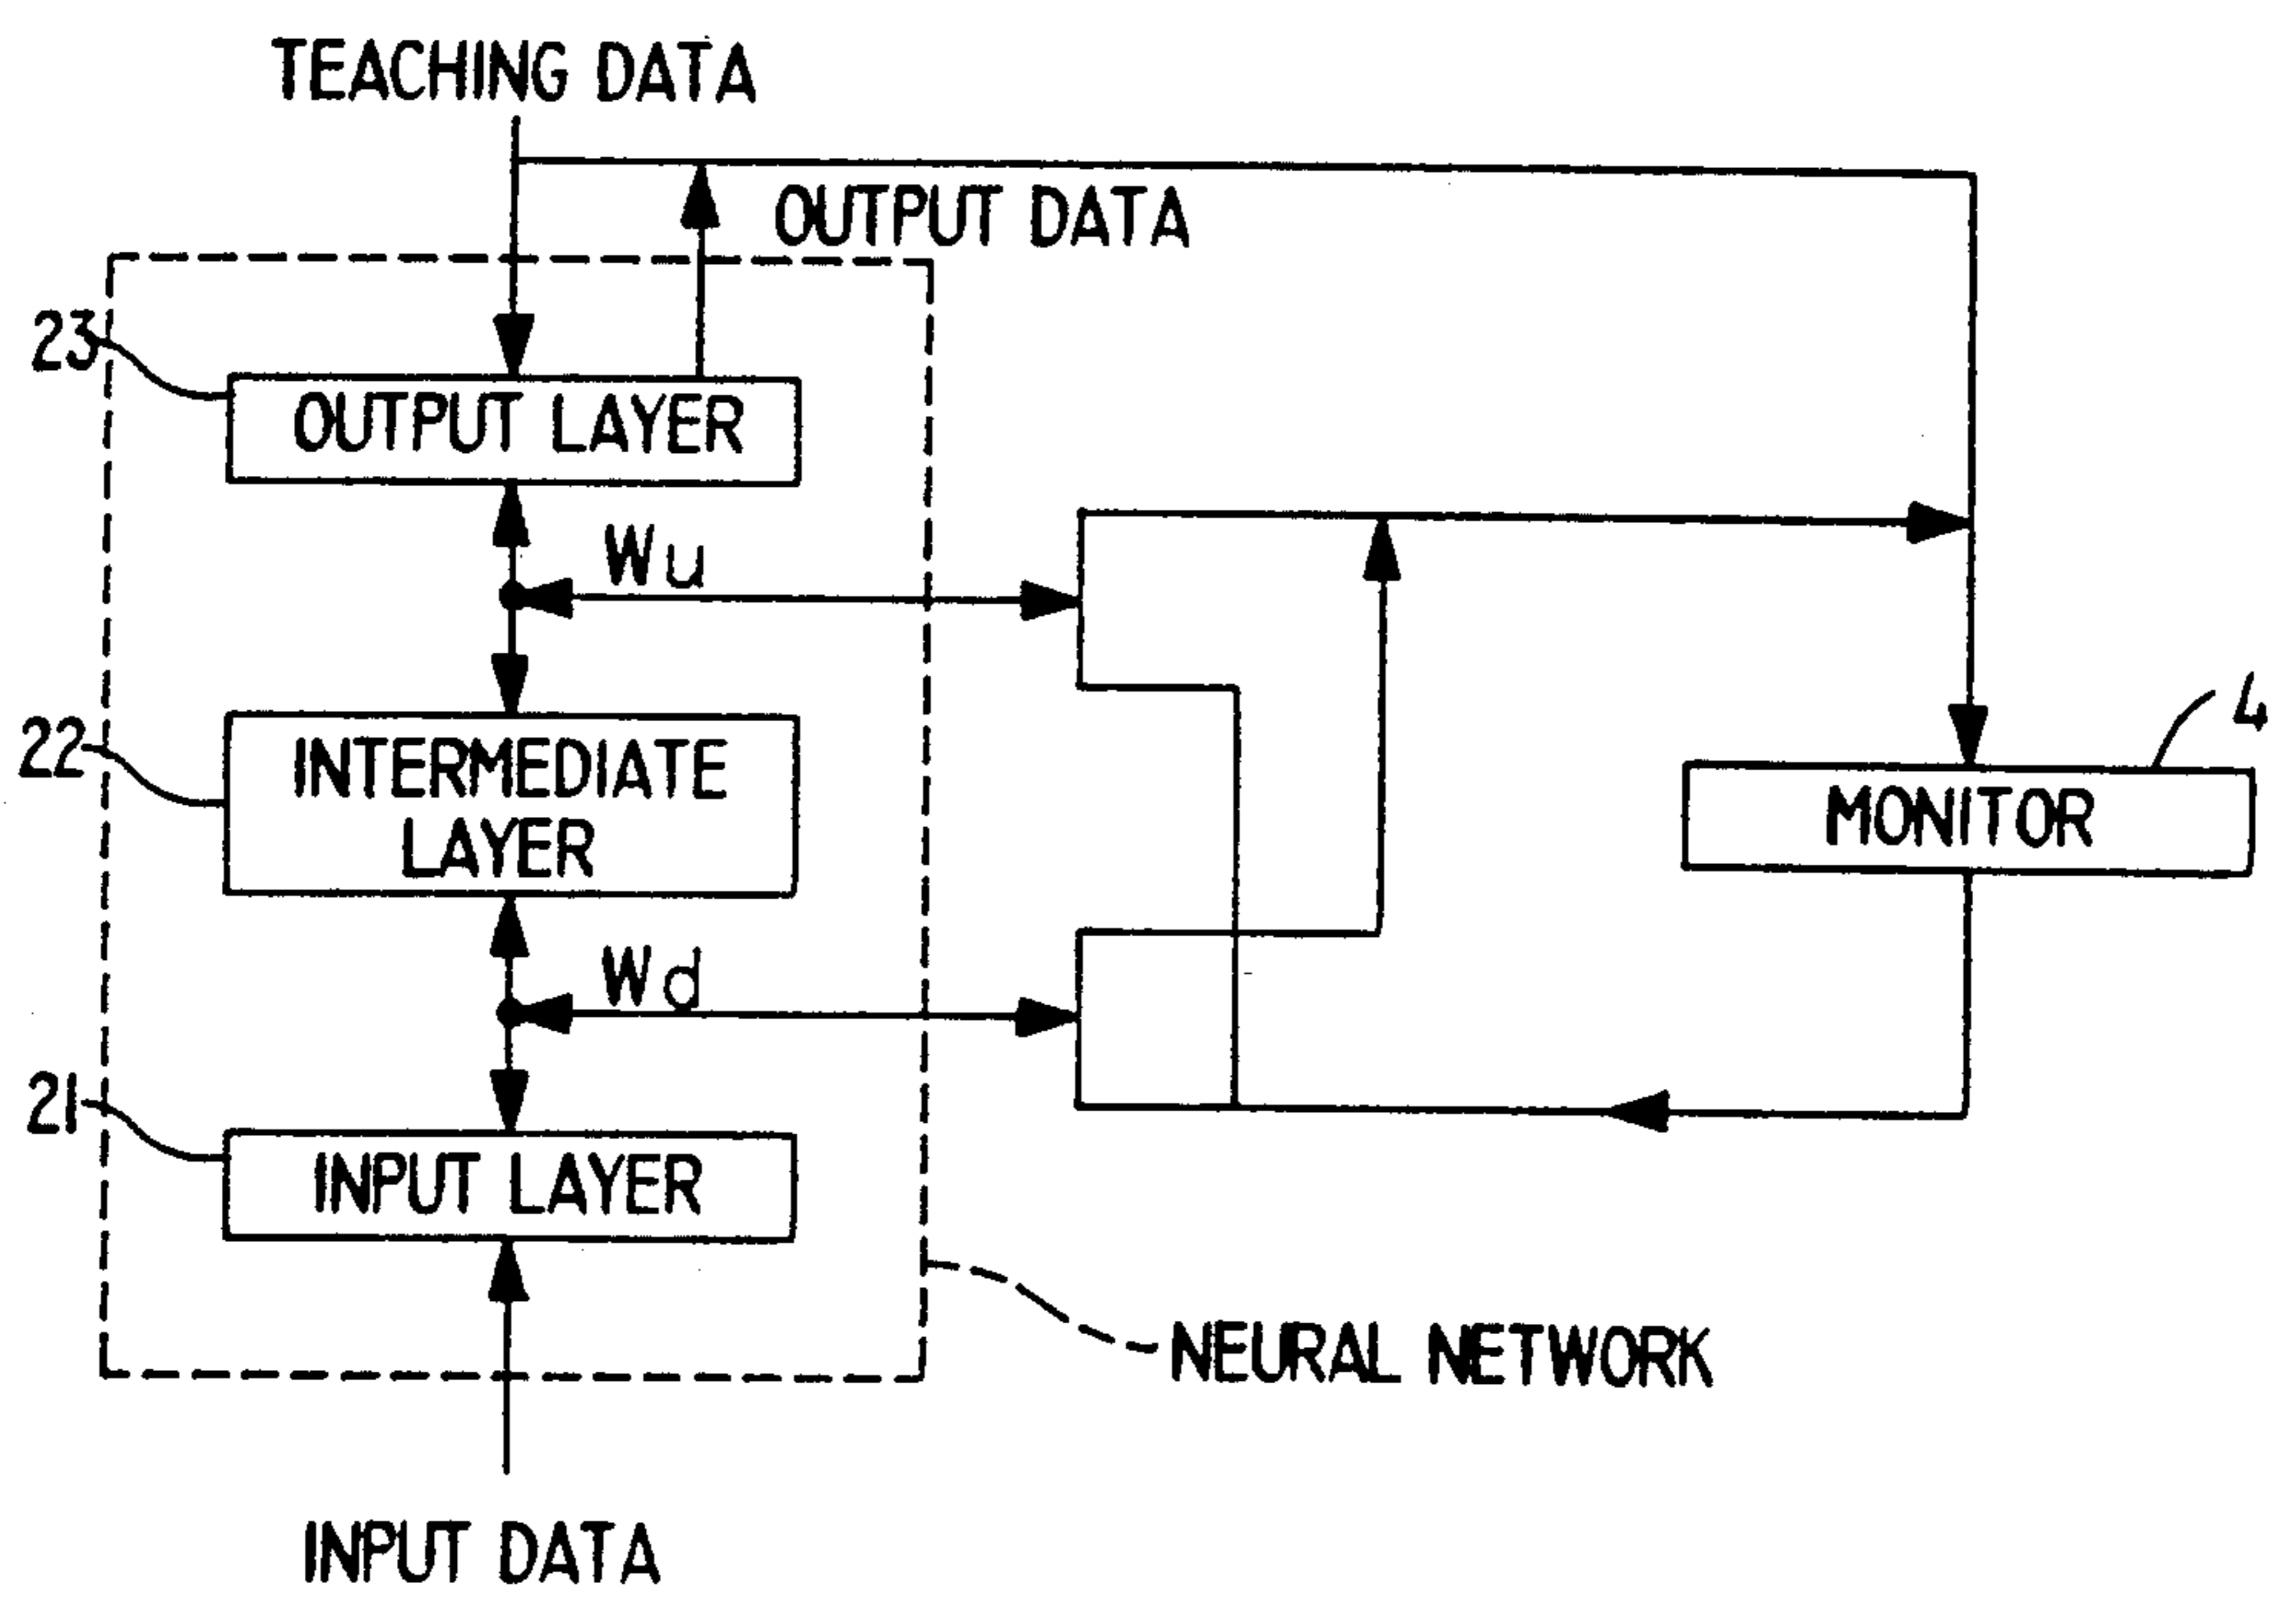 TEACHING DATA
OUTPUT DATA
23
OUTPUT LAYER
Wu
22
INTERMEDIATE
LAYER
4
MONITOR
Wd
21
INPUT LAYER
NEURAL NETWORK
INPUT DATA